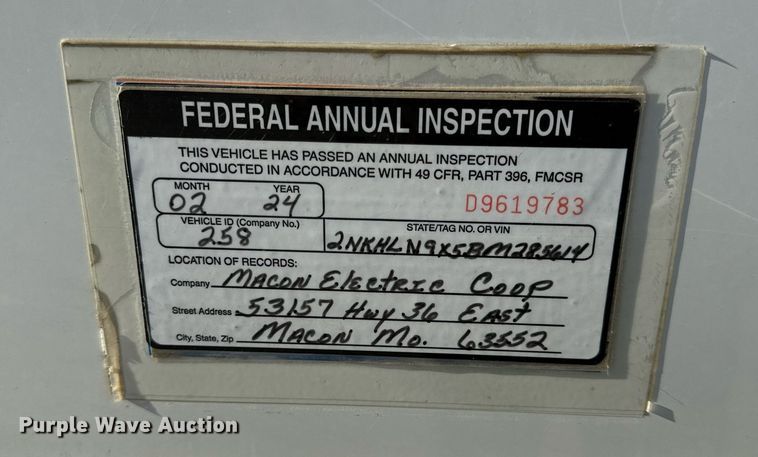 FEDERAL ANNUAL INSPECTION
THIS VEHICLE HAS PASSED AN ANNUAL INSPECTION
CONDUCTED IN ACCORDANCE WITH 49 CFR, PART 396, FMCSR
MONTH YEAR
02 24
D9619783
VEHICLE ID (Company No.) STATE/TAG NO. OR VIN
258 2NKHLN9X5BM285614
LOCATION OF RECORDS:
Company MACON ElEctric Coop
Street Address 53157 Hwy 36 EASt
City, State, Zip MACON Mo. 63552
Purple Wave Auction